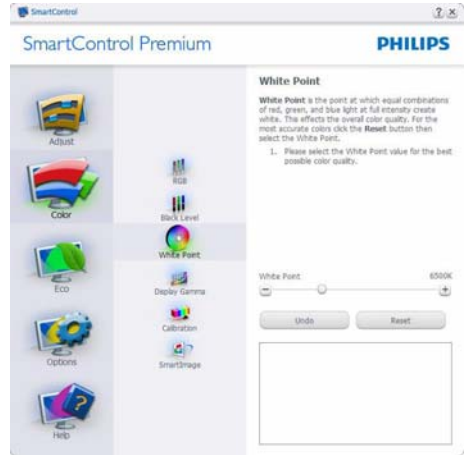 SmartControl
SmartControl Premium
PHILIPS
Adjust
Color
Eco
Options
Help
RGB
Black Level
White Point
Display Gamma
Calibration
SmartImage
White Point
White Point is the point at which equal combinations
of red, green, and blue light at full intensity create
white. This effects the overall color quality. For the
most accurate colors click the Reset button then
select the White Point.
1. Please select the White Point value for the best
possible color quality.
White Point 6500K
Undo Reset